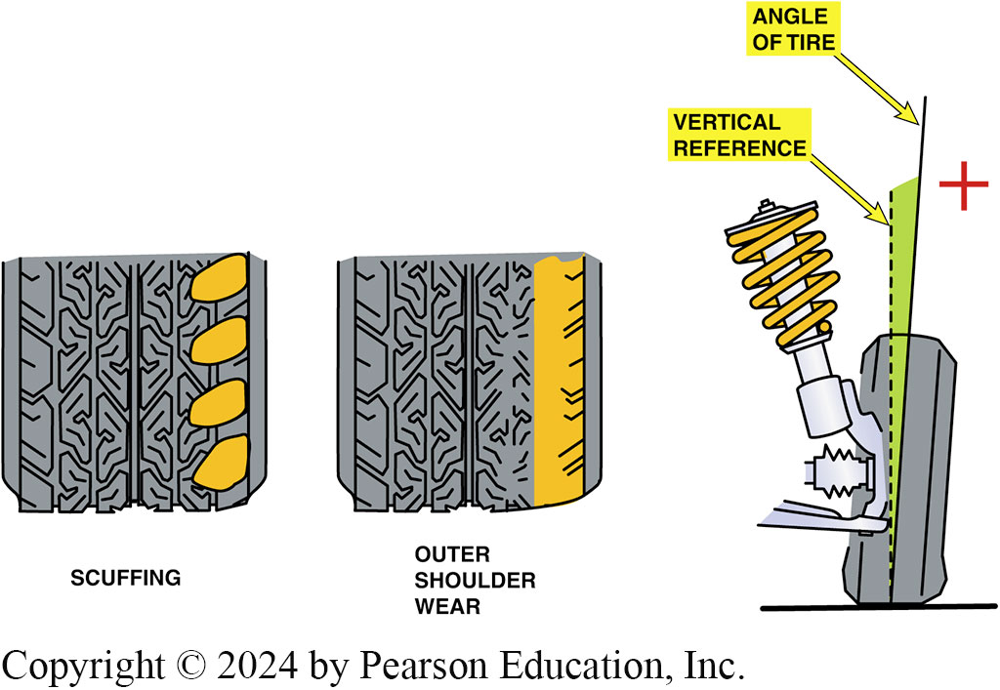 ANGLE
OF TIRE
VERTICAL
REFERENCE
+
SCUFFING
OUTER
SHOULDER
WEAR
Copyright © 2024 by Pearson Education, Inc.